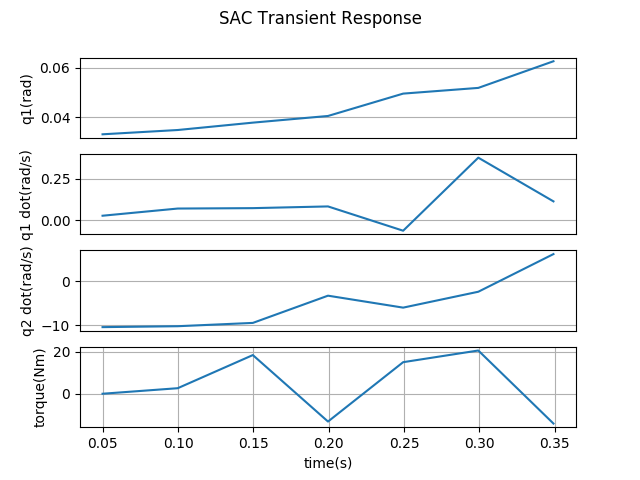 SAC Transient Response
q1(rad)
0.06
0.04
q1 dot(rad/s)
0.25
0.00
q2 dot(rad/s)
0
−10
torque(Nm)
20
0
0.05 0.10 0.15 0.20 0.25 0.30 0.35
time(s)